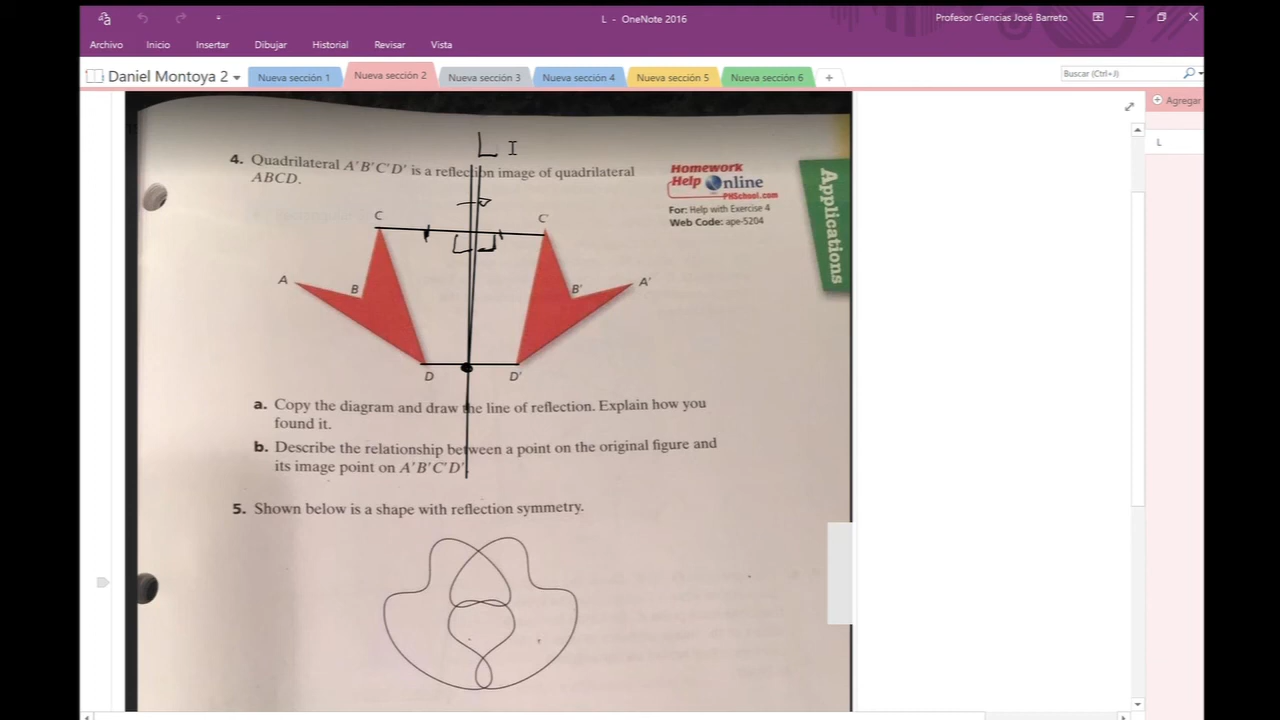 L - OneNote 2016
Profesor Ciencias José Barreto
Archivo Inicio Insertar Dibujar Historial Revisar Vista
Daniel Montoya 2
Nueva sección 1 Nueva sección 2 Nueva sección 3 Nueva sección 4 Nueva sección 5 Nueva sección 6 +
Buscar (Ctrl+J)
Agregar
L
L
4. Quadrilateral A'B'C'D' is a reflection image of quadrilateral
ABCD.
Homework
Help Online
PHSchool.com
For: Help with Exercise 4
Web Code: ape-5204
Applications
C C'
A B B' A'
D D'
a. Copy the diagram and draw the line of reflection. Explain how you
found it.
b. Describe the relationship between a point on the original figure and
its image point on A'B'C'D'.
5. Shown below is a shape with reflection symmetry.